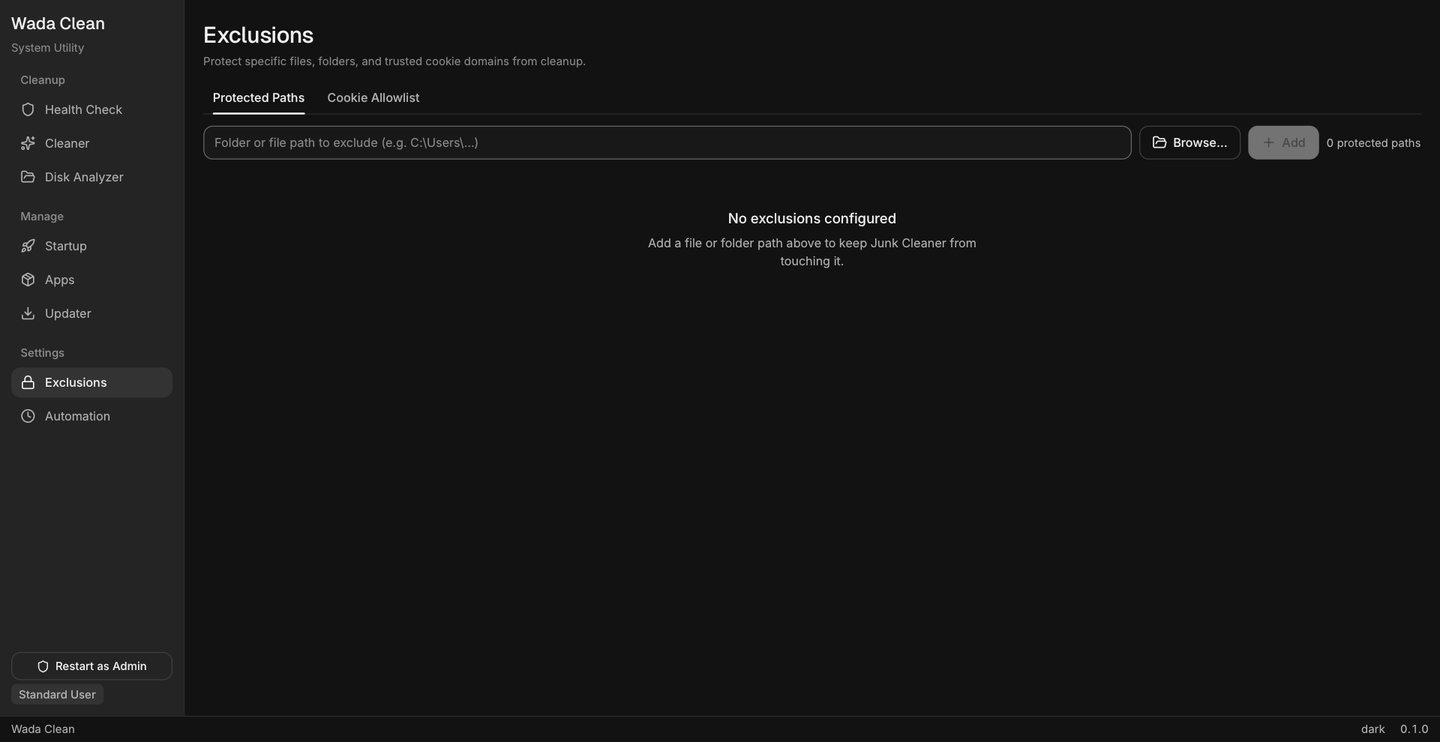 Wada Clean
System Utility
Cleanup
Health Check
Cleaner
Disk Analyzer
Manage
Startup
Apps
Updater
Settings
Exclusions
Automation
Restart as Admin
Standard User
Exclusions
Protect specific files, folders, and trusted cookie domains from cleanup.
Protected Paths Cookie Allowlist
Folder or file path to exclude (e.g. C:\Users\...) Browse... Add 0 protected paths
No exclusions configured
Add a file or folder path above to keep Junk Cleaner from
touching it.
Wada Clean dark 0.1.0